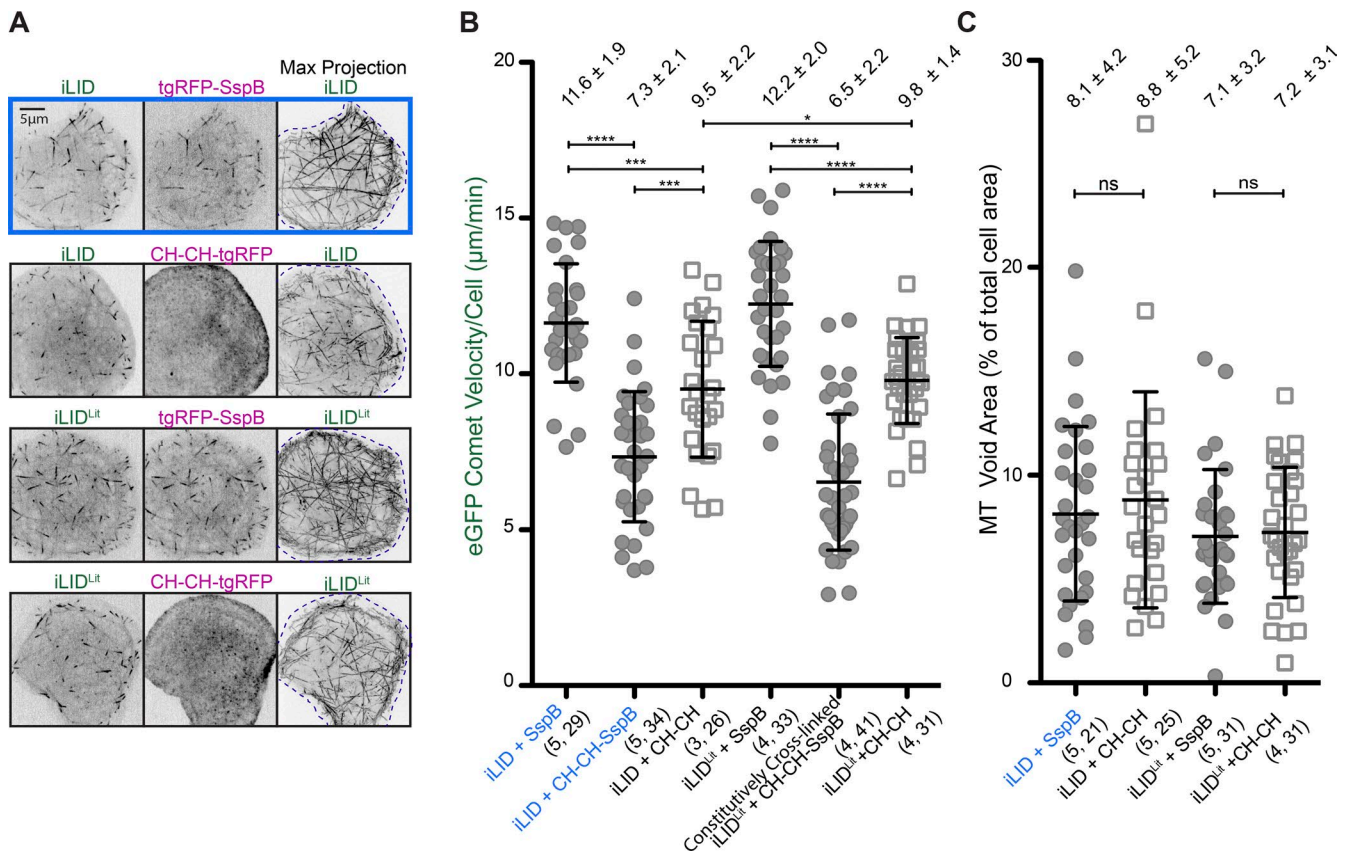 A
Max Projection
iLID
tgRFP-SspB
iLID
5μm
iLID
CH-CH-tgRFP
iLID
iLID^Lit
tgRFP-SspB
iLID^Lit
iLID^Lit
CH-CH-tgRFP
iLID^Lit
B
eGFP Comet Velocity/Cell (μm/min)
20
15
10
5
0
11.6 ± 1.9
7.3 ± 2.1
9.5 ± 2.2
12.2 ± 2.0
6.5 ± 2.2
9.8 ± 1.4
*
****
****
***
****
***
****
iLID + SspB
(5, 29)
iLID + CH-CH-SspB
(5, 34)
iLID + CH-CH
(3, 26)
iLID^Lit + SspB
(4, 33)
Constitutively Cross-linked/
iLID^Lit + CH-CH-SspB
(4, 41)
iLID^Lit +CH-CH
(4, 31)
C
MT Void Area (% of total cell area)
30
20
10
0
8.1 ± 4.2
8.8 ± 5.2
7.1 ± 3.2
7.2 ± 3.1
ns
ns
iLID + SspB
(5, 21)
iLID + CH-CH
(5, 25)
iLID^Lit + SspB
(5, 31)
iLID^Lit +CH-CH
(4, 31)